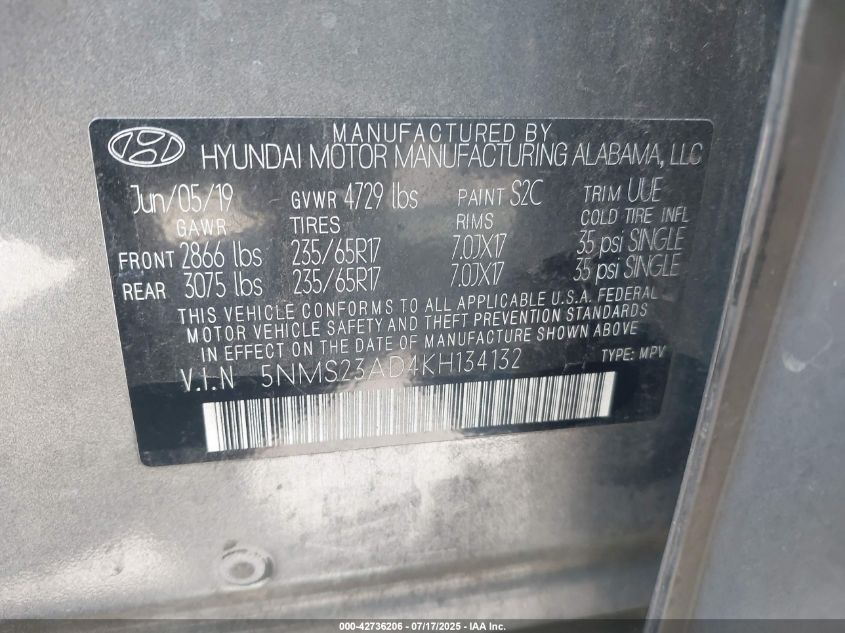 MANUFACTURED BY
HYUNDAI MOTOR MANUFACTURING ALABAMA, LLC
Jun/05/19 GVWR 4729 lbs PAINT S2C TRIM UUE
GAWR TIRES RIMS COLD TIRE INFL
FRONT 2866 lbs 235/65R17 7.0JX17 35 psi SINGLE
REAR 3075 lbs 235/65R17 7.0JX17 35 psi SINGLE
THIS VEHICLE CONFORMS TO ALL APPLICABLE U.S.A. FEDERAL
MOTOR VEHICLE SAFETY AND THEFT PREVENTION STANDARDS
IN EFFECT ON THE DATE OF MANUFACTURE SHOWN ABOVE
V.I.N 5NMS23AD4KH134132 TYPE: MPV
000-42736206 - 07/17/2025 - IAA Inc.